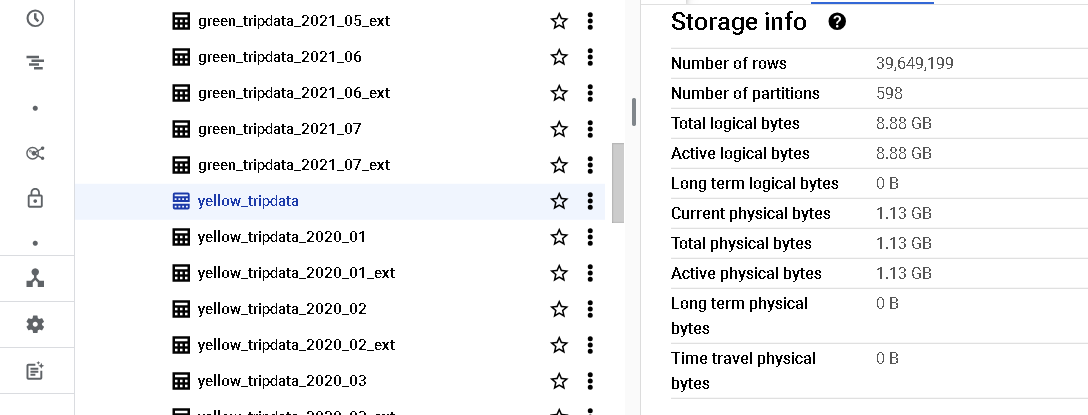 green_tripdata_2021_05_ext
green_tripdata_2021_06
green_tripdata_2021_06_ext
green_tripdata_2021_07
green_tripdata_2021_07_ext
yellow_tripdata
yellow_tripdata_2020_01
yellow_tripdata_2020_01_ext
yellow_tripdata_2020_02
yellow_tripdata_2020_02_ext
yellow_tripdata_2020_03
Storage info
Number of rows 39,649,199
Number of partitions 598
Total logical bytes 8.88 GB
Active logical bytes 8.88 GB
Long term logical bytes 0 B
Current physical bytes 1.13 GB
Total physical bytes 1.13 GB
Active physical bytes 1.13 GB
Long term physical 0 B
bytes
Time travel physical 0 B
bytes